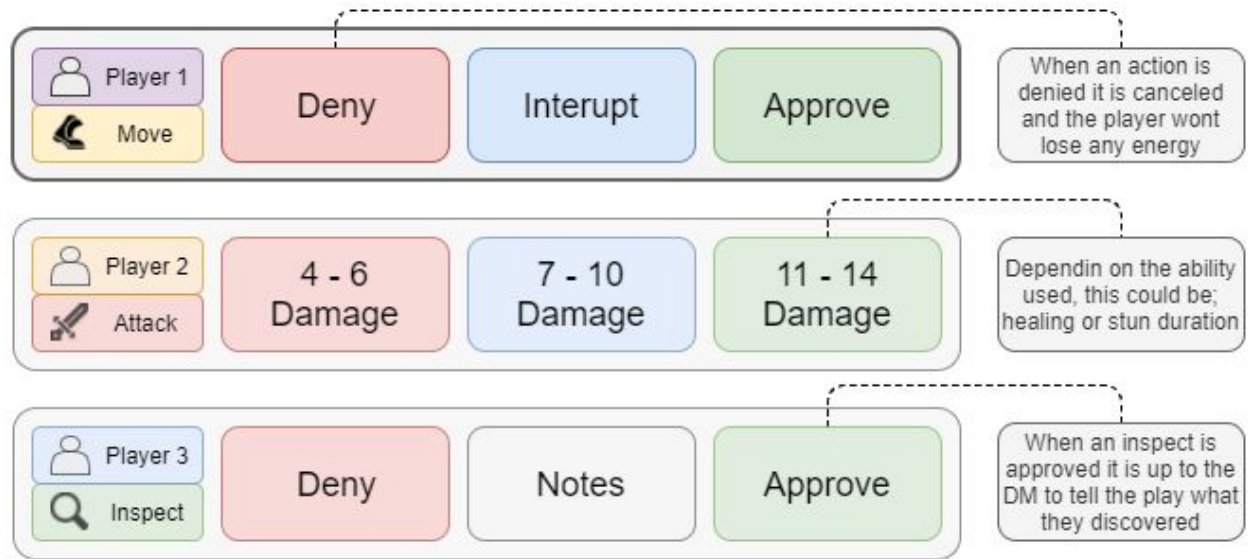 Player 1
Move
Deny
Interupt
Approve
When an action is
denied it is canceled
and the player wont
lose any energy
Player 2
Attack
4 - 6
Damage
7 - 10
Damage
11 - 14
Damage
Dependin on the ability
used, this could be;
healing or stun duration
Player 3
Inspect
Deny
Notes
Approve
When an inspect is
approved it is up to the
DM to tell the play what
they discovered